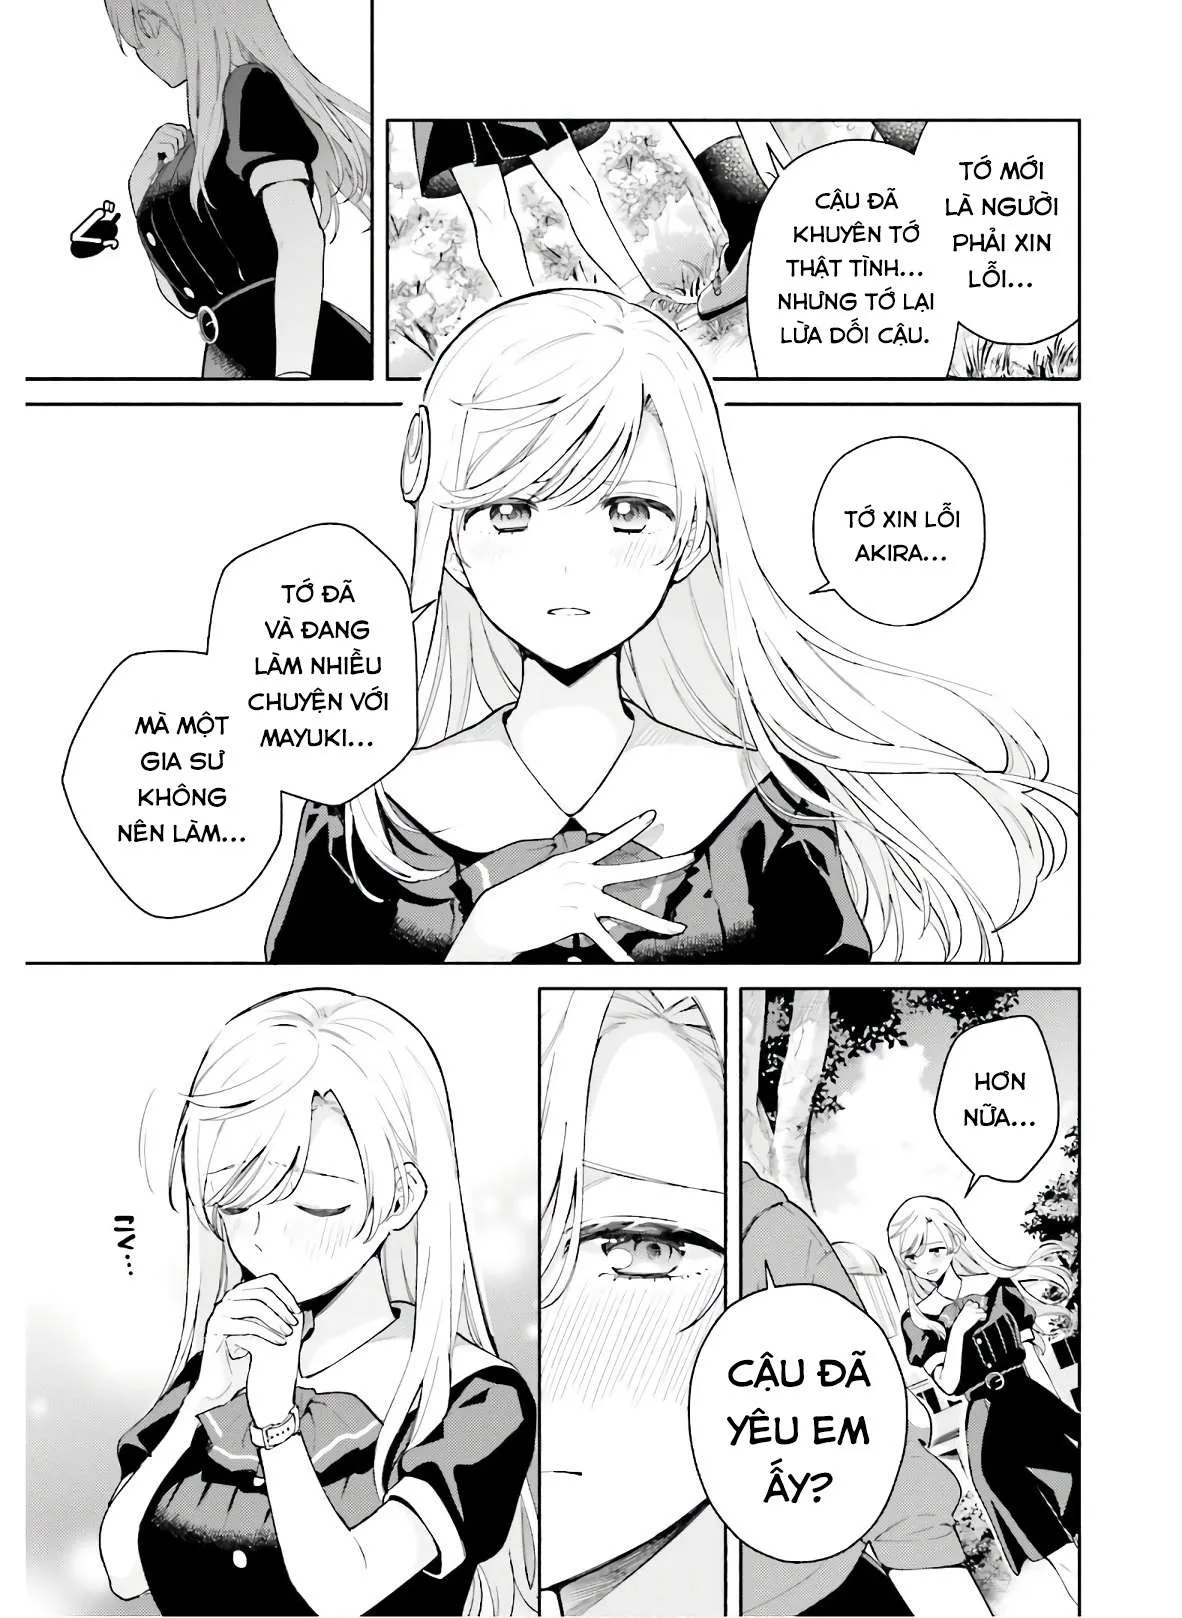 TỚ MỚI
LÀ NGƯỜI
PHẢI XIN
LỖI...
CẬU ĐÃ
KHUYÊN TỚ
THẬT TÌNH...
NHƯNG TỚ LẠI
LỪA DỐI CẬU.
TỚ XIN LỖI
AKIRA...
TỚ ĐÃ
VÀ ĐANG
LÀM NHIỀU
CHUYỆN VỚI
MAYUKI...
MÀ MỘT
GIA SƯ
KHÔNG
NÊN LÀM...
HƠN
NỮA...
CẬU ĐÃ
YÊU EM
ẤY?